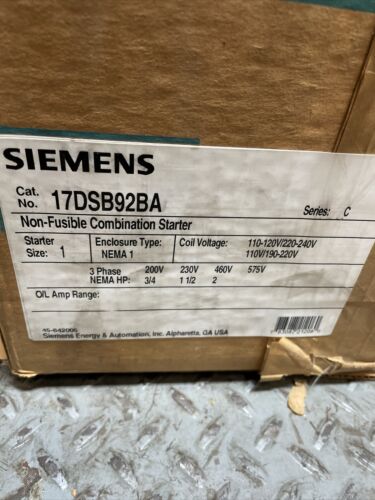 SIEMENS
Cat. No. 17DSB92BA
Series: C
Non-Fusible Combination Starter
Starter Size: 1
Enclosure Type: NEMA 1
Coil Voltage: 110-120V/220-240V
110V/190-220V
3 Phase 200V 230V 460V 575V
NEMA HP: 3/4 1 1/2 2
O/L Amp Range:
45-642005
Siemens Energy & Automation, Inc. Alpharetta, GA USA